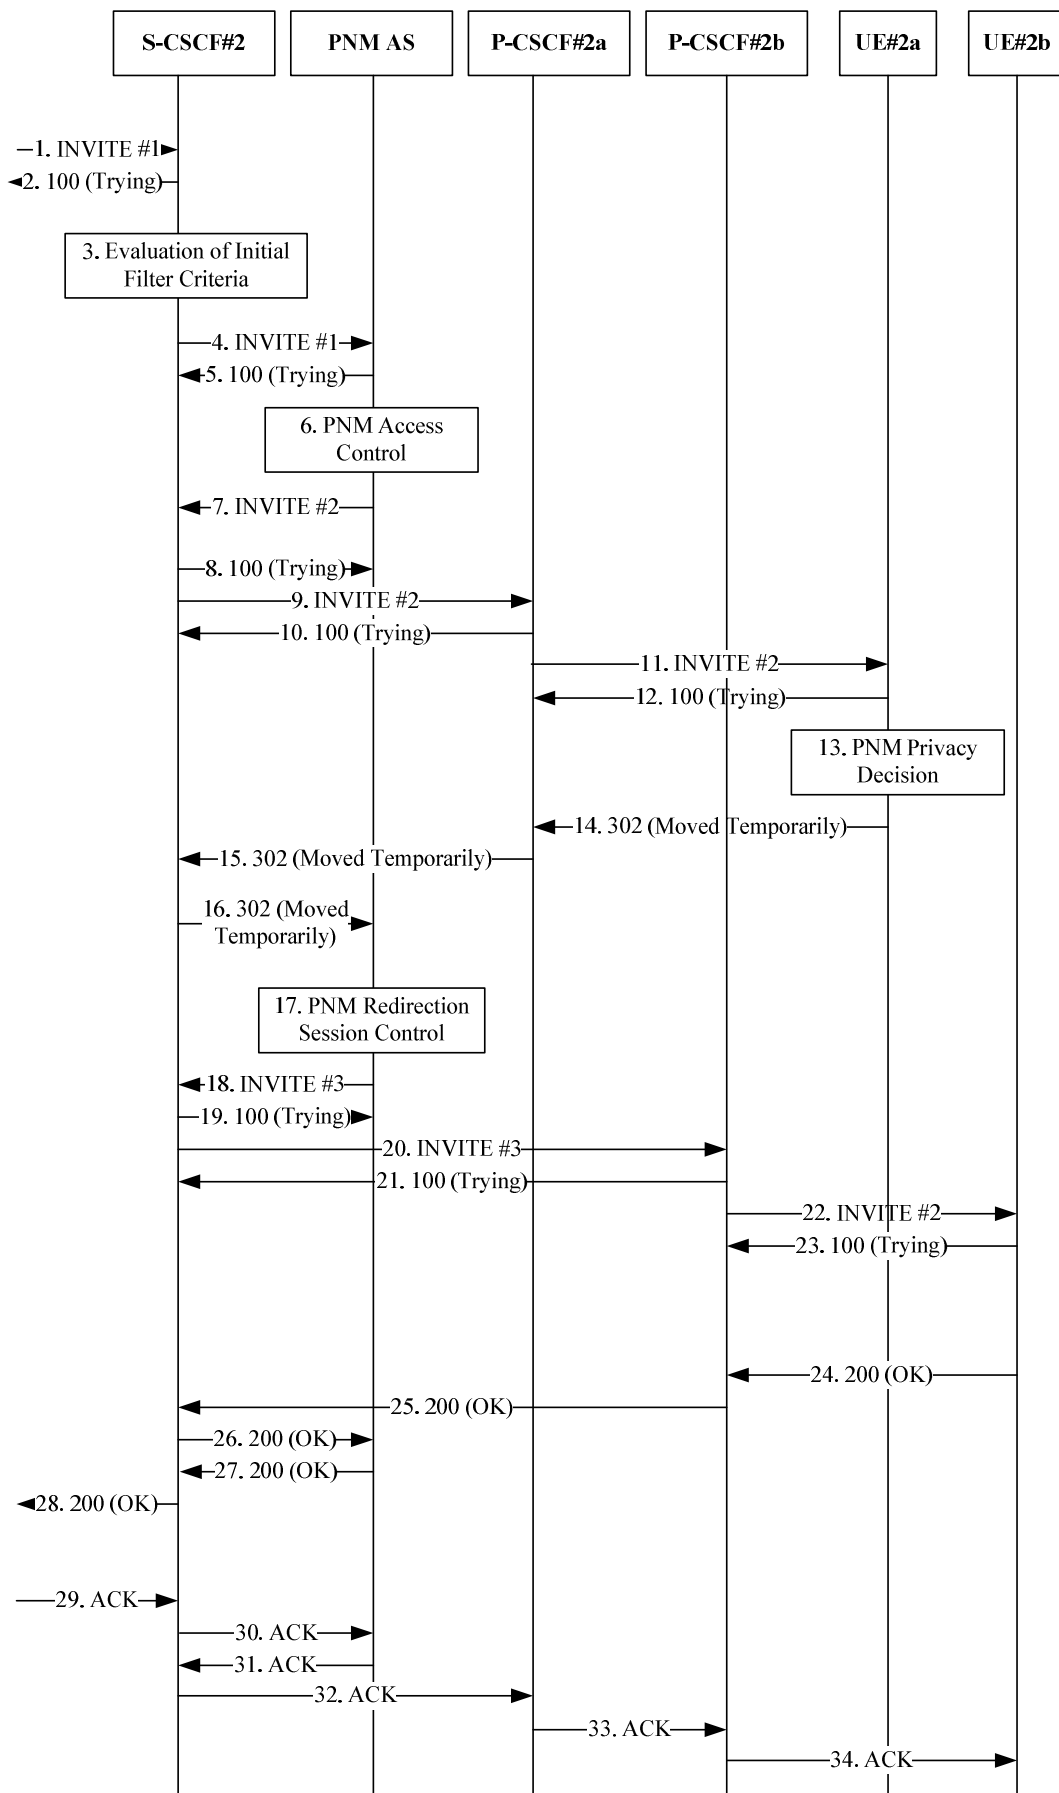 S-CSCF#2
PNM AS
P-CSCF#2a
P-CSCF#2b
UE#2a
UE#2b
1. INVITE #1
2. 100 (Trying)
3. Evaluation of Initial
Filter Criteria
4. INVITE #1
5. 100 (Trying)
6. PNM Access
Control
7. INVITE #2
8. 100 (Trying)
9. INVITE #2
10. 100 (Trying)
11. INVITE #2
12. 100 (Trying)
13. PNM Privacy
Decision
14. 302 (Moved Temporarily)
15. 302 (Moved Temporarily)
16. 302 (Moved
Temporarily)
17. PNM Redirection
Session Control
18. INVITE #3
19. 100 (Trying)
20. INVITE #3
21. 100 (Trying)
22. INVITE #2
23. 100 (Trying)
24. 200 (OK)
25. 200 (OK)
26. 200 (OK)
27. 200 (OK)
28. 200 (OK)
29. ACK
30. ACK
31. ACK
32. ACK
33. ACK
34. ACK